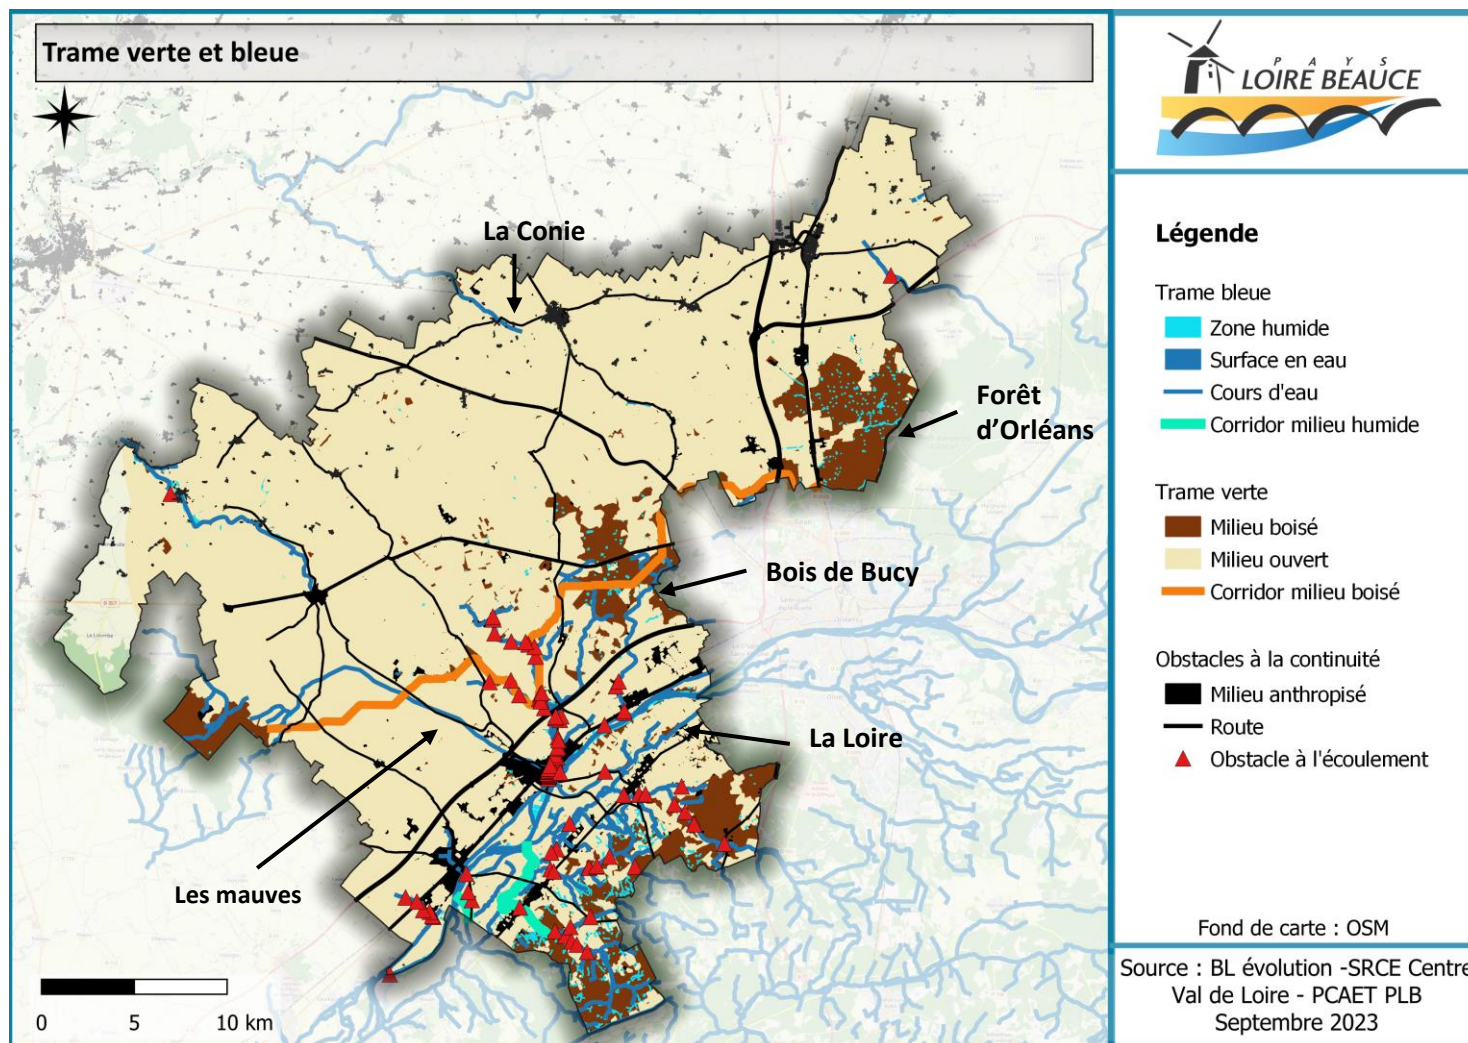 Trame verte et bleue
PAYS
LOIRE BEAUCE
La Conie
Forêt
d'Orléans
Bois de Bucy
La Loire
Les mauves
0 5 10 km
Légende
Trame bleue
Zone humide
Surface en eau
Cours d'eau
Corridor milieu humide
Trame verte
Milieu boisé
Milieu ouvert
Corridor milieu boisé
Obstacles à la continuité
Milieu anthropisé
Route
Obstacle à l'écoulement
Fond de carte : OSM
Source : BL évolution -SRCE Centre
Val de Loire - PCAET PLB
Septembre 2023